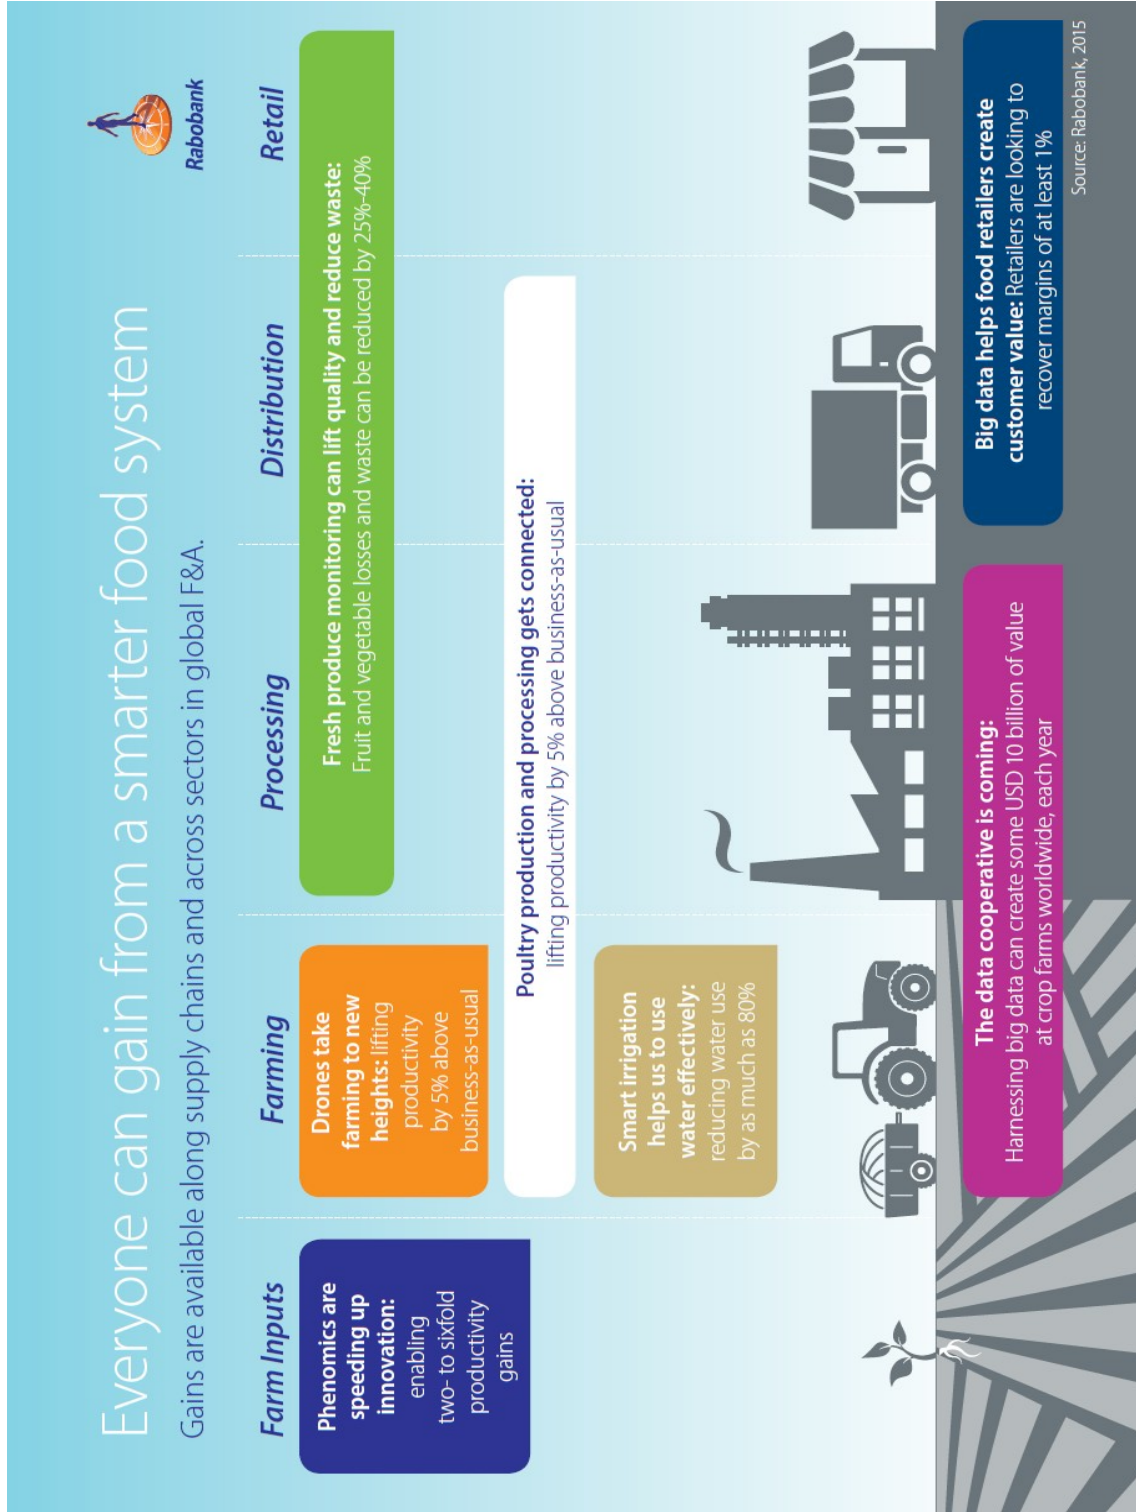 Everyone can gain from a smarter food system
Gains are available along supply chains and across sectors in global F&A.
Rabobank
Farm Inputs
Farming
Processing
Distribution
Retail
Phenomics are
speeding up
innovation:
enabling
two- to sixfold
productivity
gains
Drones take
farming to new
heights: lifting
productivity
by 5% above
business-as-usual
Fresh produce monitoring can lift quality and reduce waste:
Fruit and vegetable losses and waste can be reduced by 25%-40%
Poultry production and processing gets connected:
lifting productivity by 5% above business-as-usual
Smart irrigation
helps us to use
water effectively:
reducing water use
by as much as 80%
The data cooperative is coming:
Harnessing big data can create some USD 10 billion of value
at crop farms worldwide, each year
Big data helps food retailers create
customer value: Retailers are looking to
recover margins of at least 1%
Source: Rabobank, 2015